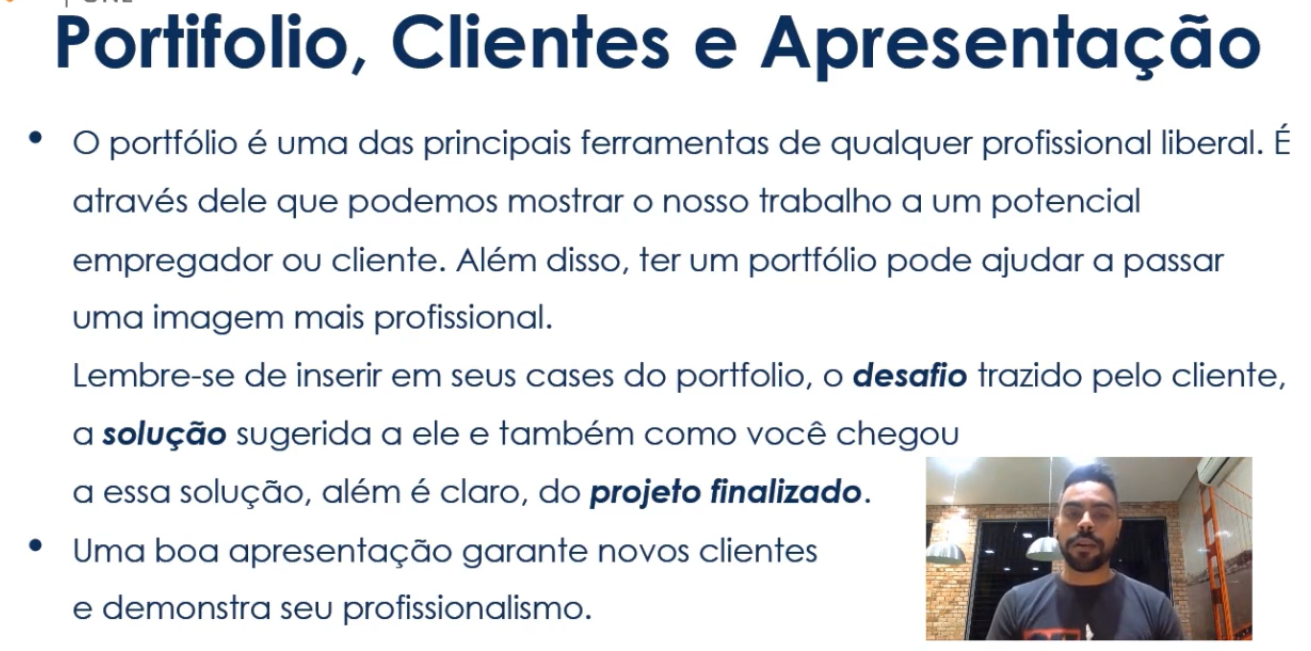 Portifolio, Clientes e Apresentação
• O portfólio é uma das principais ferramentas de qualquer profissional liberal. É
através dele que podemos mostrar o nosso trabalho a um potencial
empregador ou cliente. Além disso, ter um portfólio pode ajudar a passar
uma imagem mais profissional.
Lembre-se de inserir em seus cases do portfolio, o desafio trazido pelo cliente,
a solução sugerida a ele e também como você chegou
a essa solução, além é claro, do projeto finalizado.
• Uma boa apresentação garante novos clientes
e demonstra seu profissionalismo.